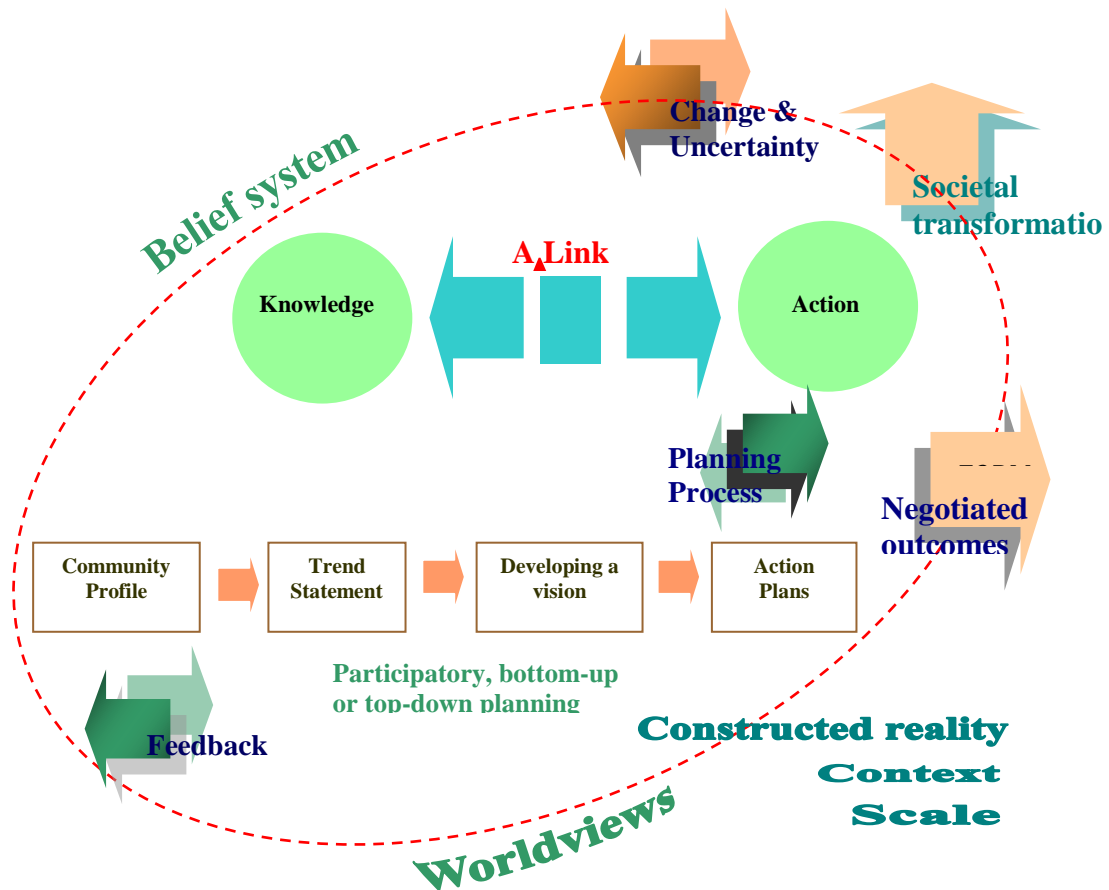 Change &
Uncertainty
Belief system
Societal
transformatio
A Link
Knowledge
Action
Planning
Process
Negotiated
outcomes
Community
Profile
Trend
Statement
Developing a
vision
Action
Plans
Participatory, bottom-up
or top-down planning
Feedback
Constructed reality
Context
Scale
Worldviews